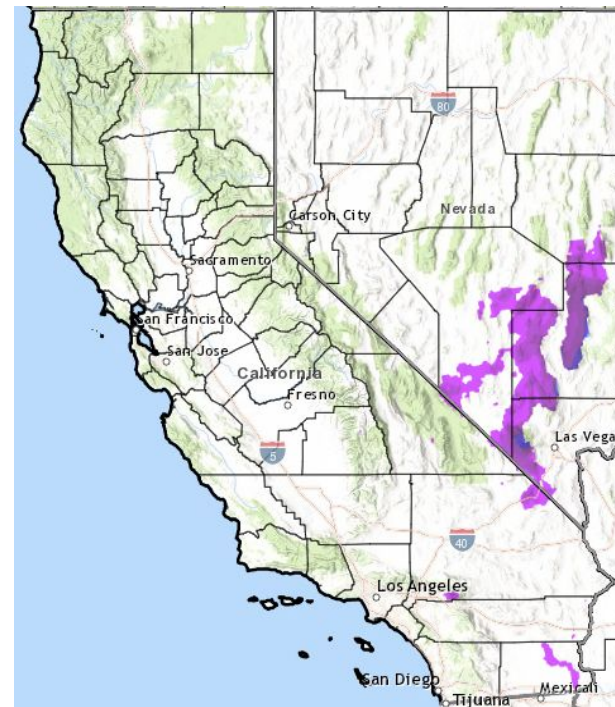 80
Carson City
Nevada
Sacramento
San Francisco
San Jose
California
Fresno
5
Las Vega
40
Los Angeles
San Diego
Mexicali
Tijuana